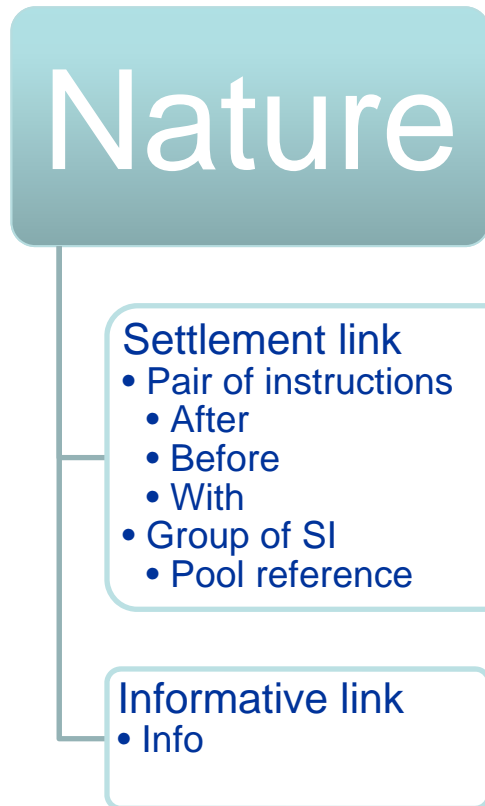 Nature
Settlement link
• Pair of instructions
• After
• Before
• With
• Group of SI
• Pool reference
Informative link
• Info